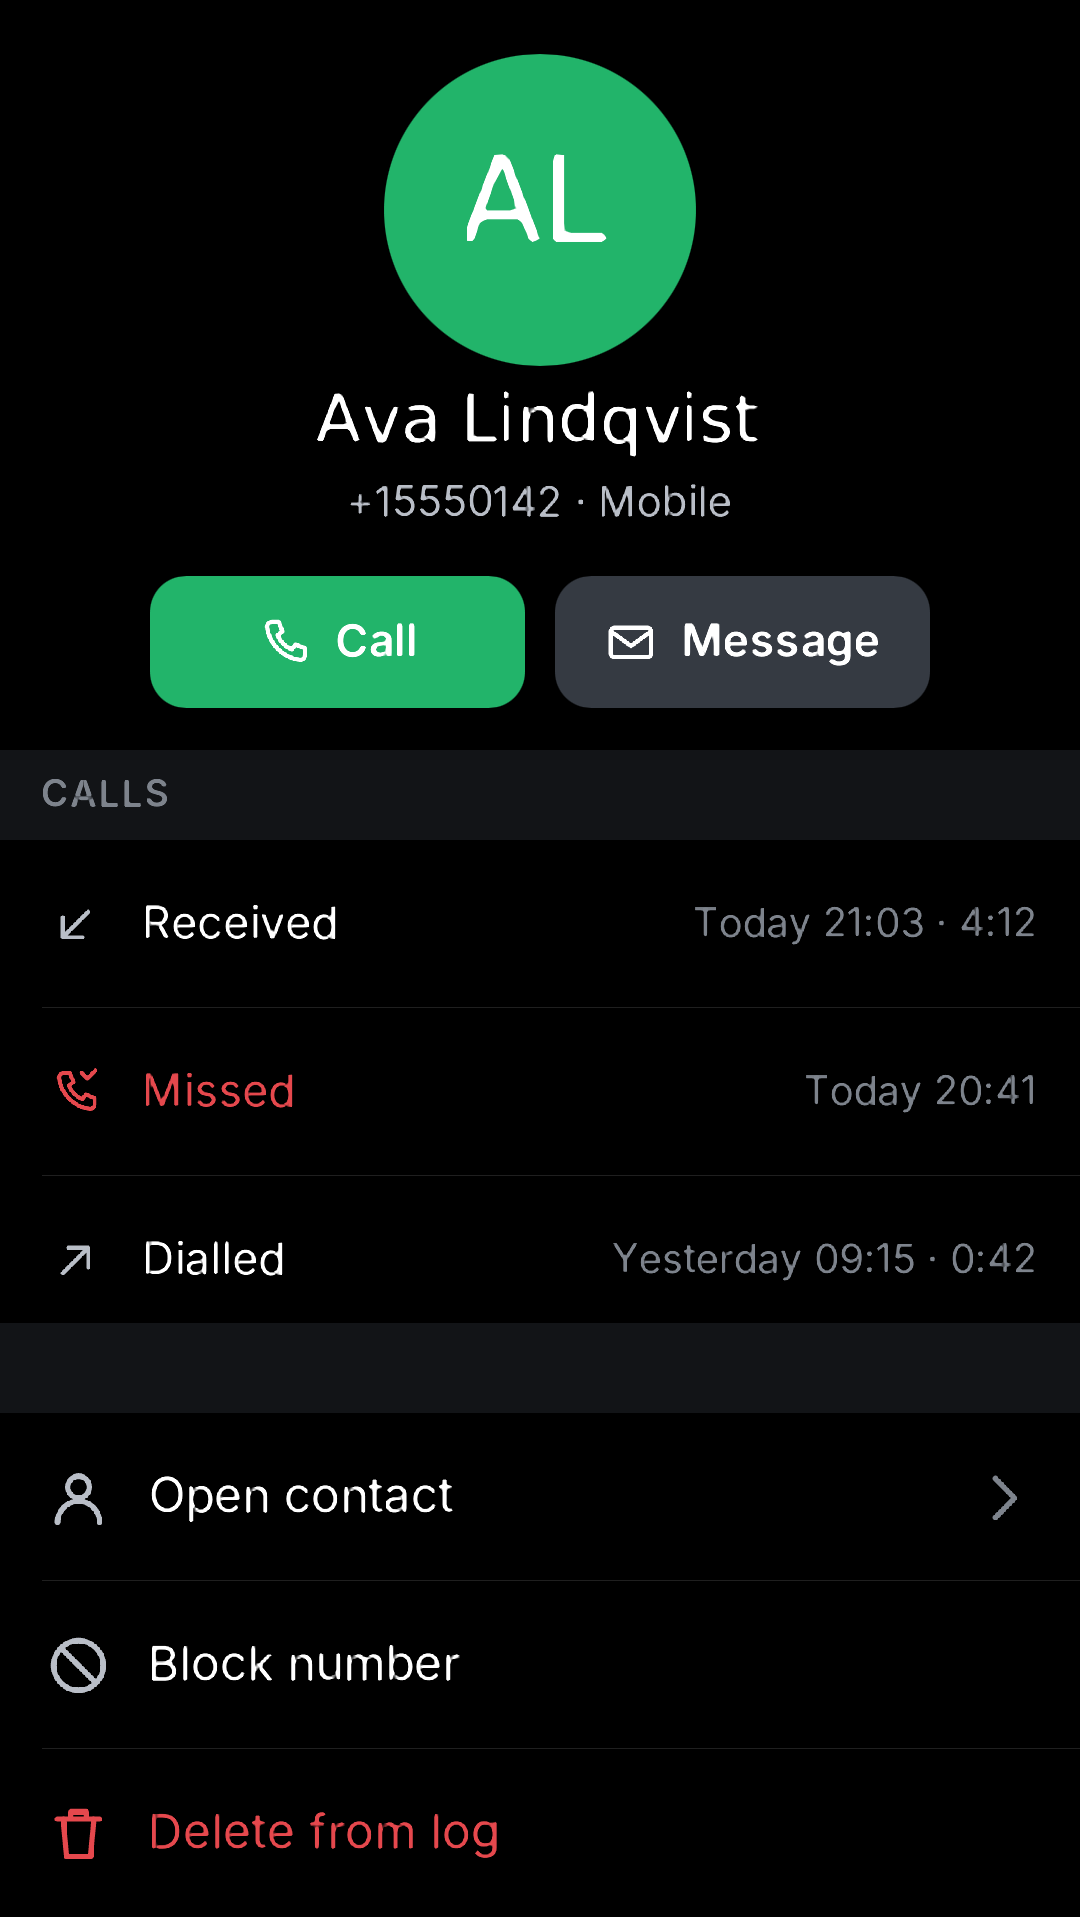 AL
Ava Lindqvist
+15550142 · Mobile
Call Message
CALLS
Received Today 21:03 · 4:12
Missed Today 20:41
Dialled Yesterday 09:15 · 0:42
Open contact
Block number
Delete from log